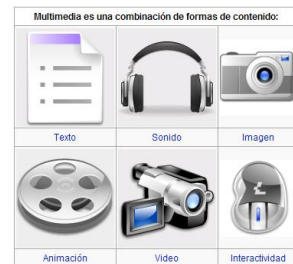 Multimedia es una combinación de formas de contenido:
Texto
Sonido
Imagen
Animación
Video
Interactividad